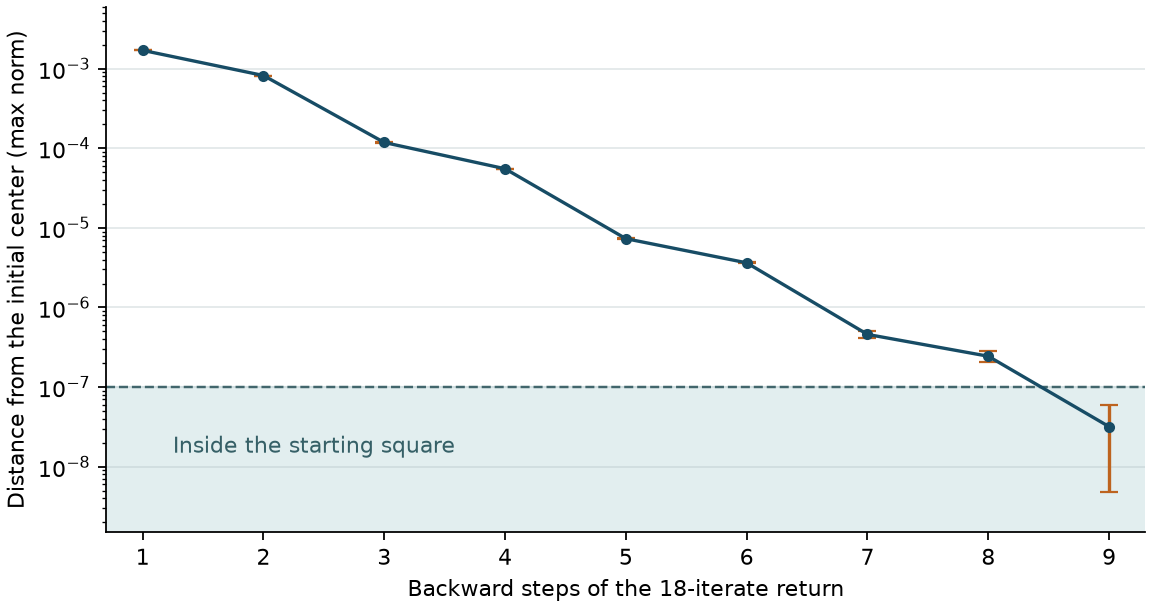 Distance from the initial center (max norm)
10⁻³
10⁻⁴
10⁻⁵
10⁻⁶
10⁻⁷
10⁻⁸
Inside the starting square
1 2 3 4 5 6 7 8 9
Backward steps of the 18-iterate return